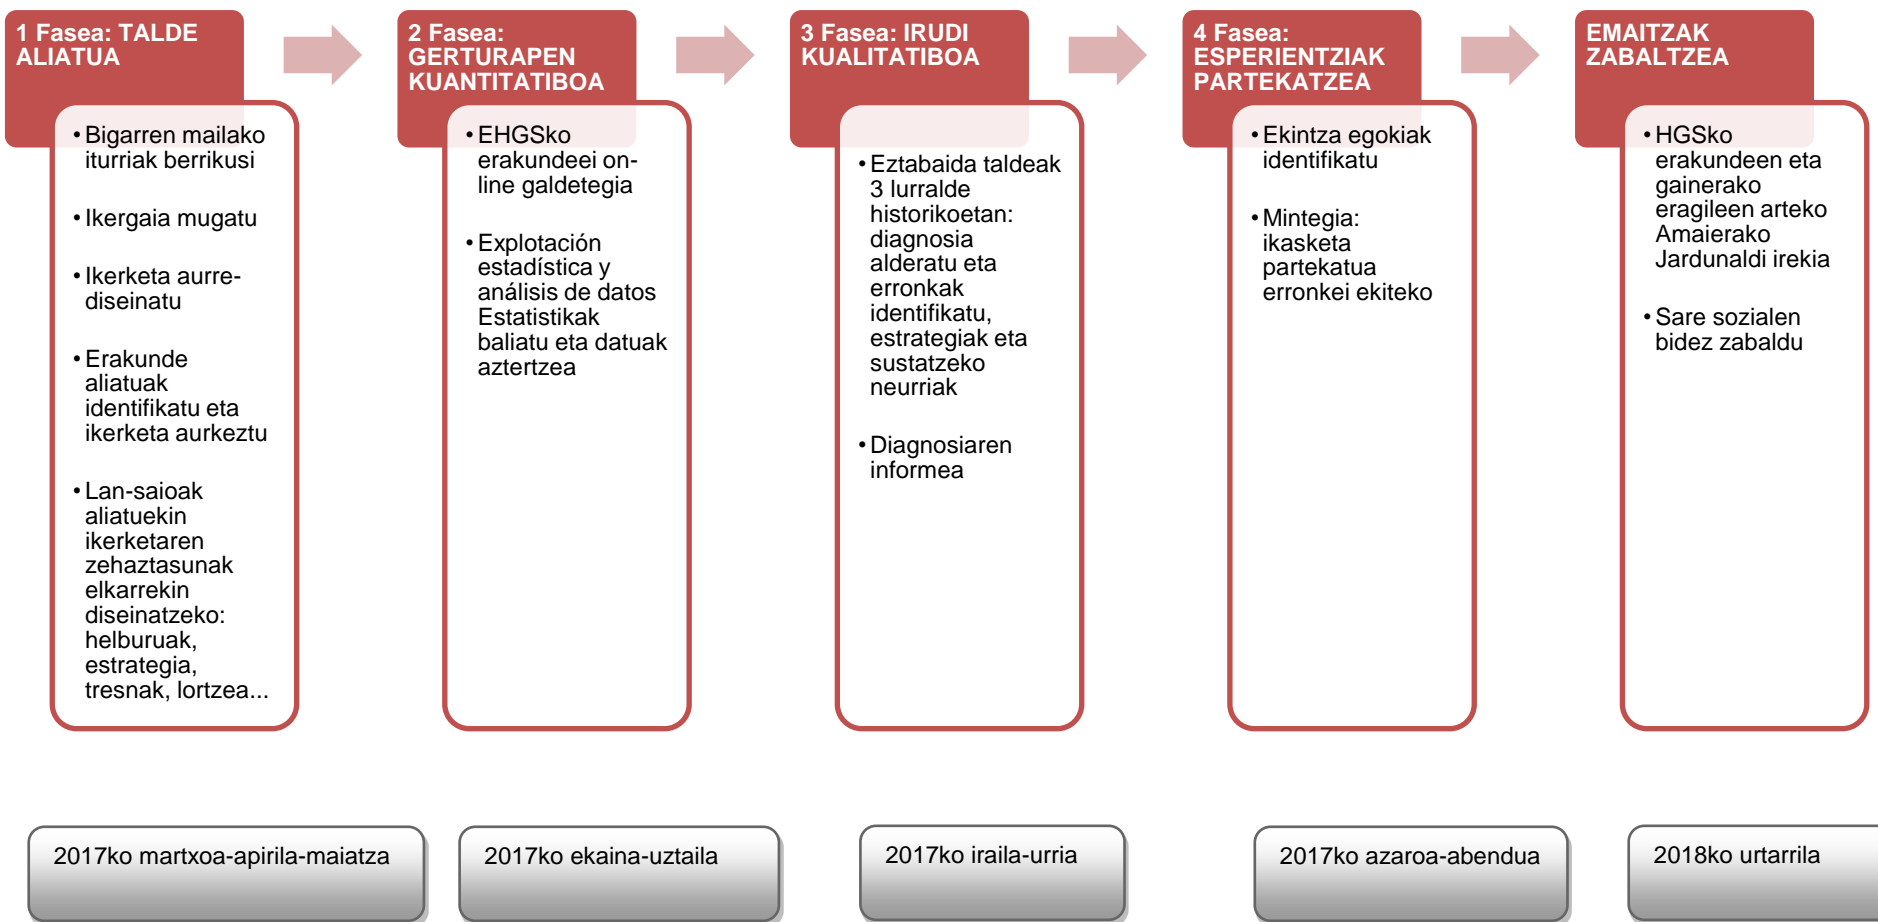 1 Fasea: TALDE
ALIATUA
• Bigarren mailako
iturriak berrikusi
• Ikergaia mugatu
• Ikerketa aurre-
diseinatu
• Erakunde
aliatuak
identifikatu eta
ikerketa aurkeztu
• Lan-saioak
aliatuekin
ikerketaren
zehaztasunak
elkarrekin
diseinatzeko:
helburuak,
estrategia,
tresnak, lortzea...
2 Fasea:
GERTURAPEN
KUANTITATIBOA
• EHGSko
erakundeei on-
line galdetegia
• Explotación
estadística y
análisis de datos
Estatistikak
baliatu eta datuak
aztertzea
3 Fasea: IRUDI
KUALITATIBOA
• Eztabaida taldeak
3 lurralde
historikoetan:
diagnosia
alderatu eta
erronkak
identifikatu,
estrategiak eta
sustatzeko
neurriak
• Diagnosiaren
informea
4 Fasea:
ESPERIENTZIAK
PARTEKATZEA
• Ekintza egokiak
identifikatu
• Mintegia:
ikasketa
partekatua
erronkei ekiteko
EMAITZAK
ZABALTZEA
• HGSko
erakundeen eta
gainerako
eragileen arteko
Amaierako
Jardunaldi irekia
• Sare sozialen
bidez zabaldu
2017ko martxoa-apirila-maiatza
2017ko ekaina-uztaila
2017ko iraila-urria
2017ko azaroa-abendua
2018ko urtarrila